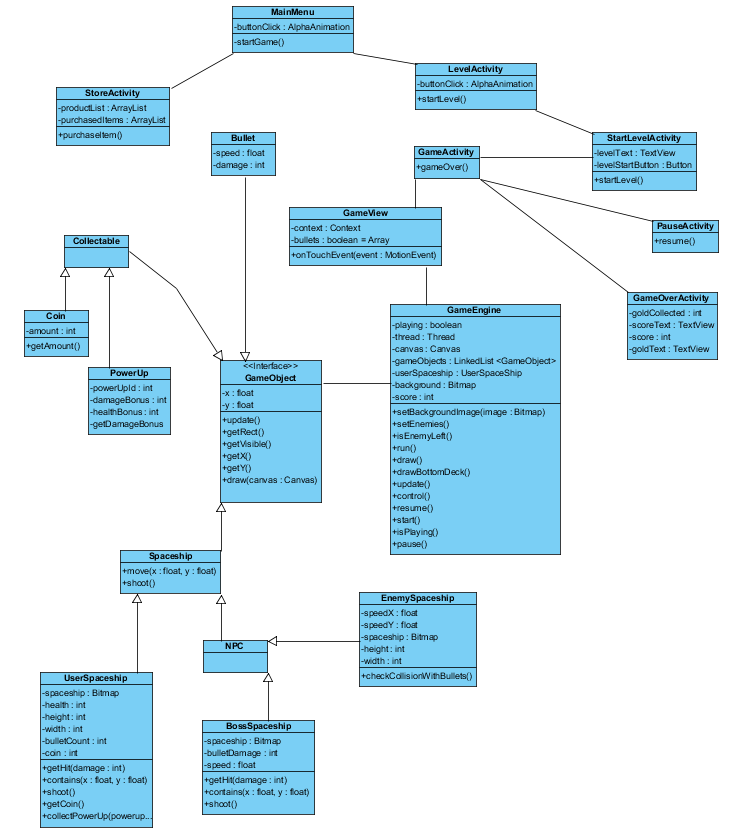 MainMenu
-buttonClick : AlphaAnimation
-startGame()
StoreActivity
-productList : ArrayList
-purchasedItems : ArrayList
+purchaseItem()
LevelActivity
-buttonClick : AlphaAnimation
+startLevel()
Bullet
-speed : float
-damage : int
GameActivity
+gameOver()
StartLevelActivity
-levelText : TextView
-levelStartButton : Button
+startLevel()
GameView
-context : Context
-bullets : boolean = Array
+onTouchEvent(event : MotionEvent)
PauseActivity
+resume()
Collectable
GameOverActivity
-goldCollected : int
-scoreText : TextView
-score : int
-goldText : TextView
Coin
-amount : int
+getAmount()
GameEngine
-playing : boolean
-thread : Thread
-canvas : Canvas
-gameObjects : LinkedList <GameObject>
-userSpaceship : UserSpaceShip
-background : Bitmap
-score : int
+setBackgroundImage(image : Bitmap)
+setEnemies()
+isEnemyLeft()
+run()
+draw()
+drawBottomDeck()
+update()
+control()
+resume()
+start()
+isPlaying()
+pause()
PowerUp
-powerUpId : int
-damageBonus : int
-healthBonus : int
-getDamageBonus
<<Interface>>
GameObject
-x : float
-y : float
+update()
+getRect()
+getVisible()
+getX()
+getY()
+draw(canvas : Canvas)
Spaceship
+move(x : float, y : float)
+shoot()
EnemySpaceship
-speedX : float
-speedY : float
-spaceship : Bitmap
-height : int
-width : int
+checkCollisionWithBullets()
NPC
UserSpaceship
-spaceship : Bitmap
-health : int
-height : int
-width : int
-bulletCount : int
-coin : int
+getHit(damage : int)
+contains(x : float, y : float)
+shoot()
+getCoin()
+collectPowerUp(powerup...
BossSpaceship
-spaceship : Bitmap
-bulletDamage : int
-speed : float
+getHit(damage : int)
+contains(x : float, y : float)
+shoot()